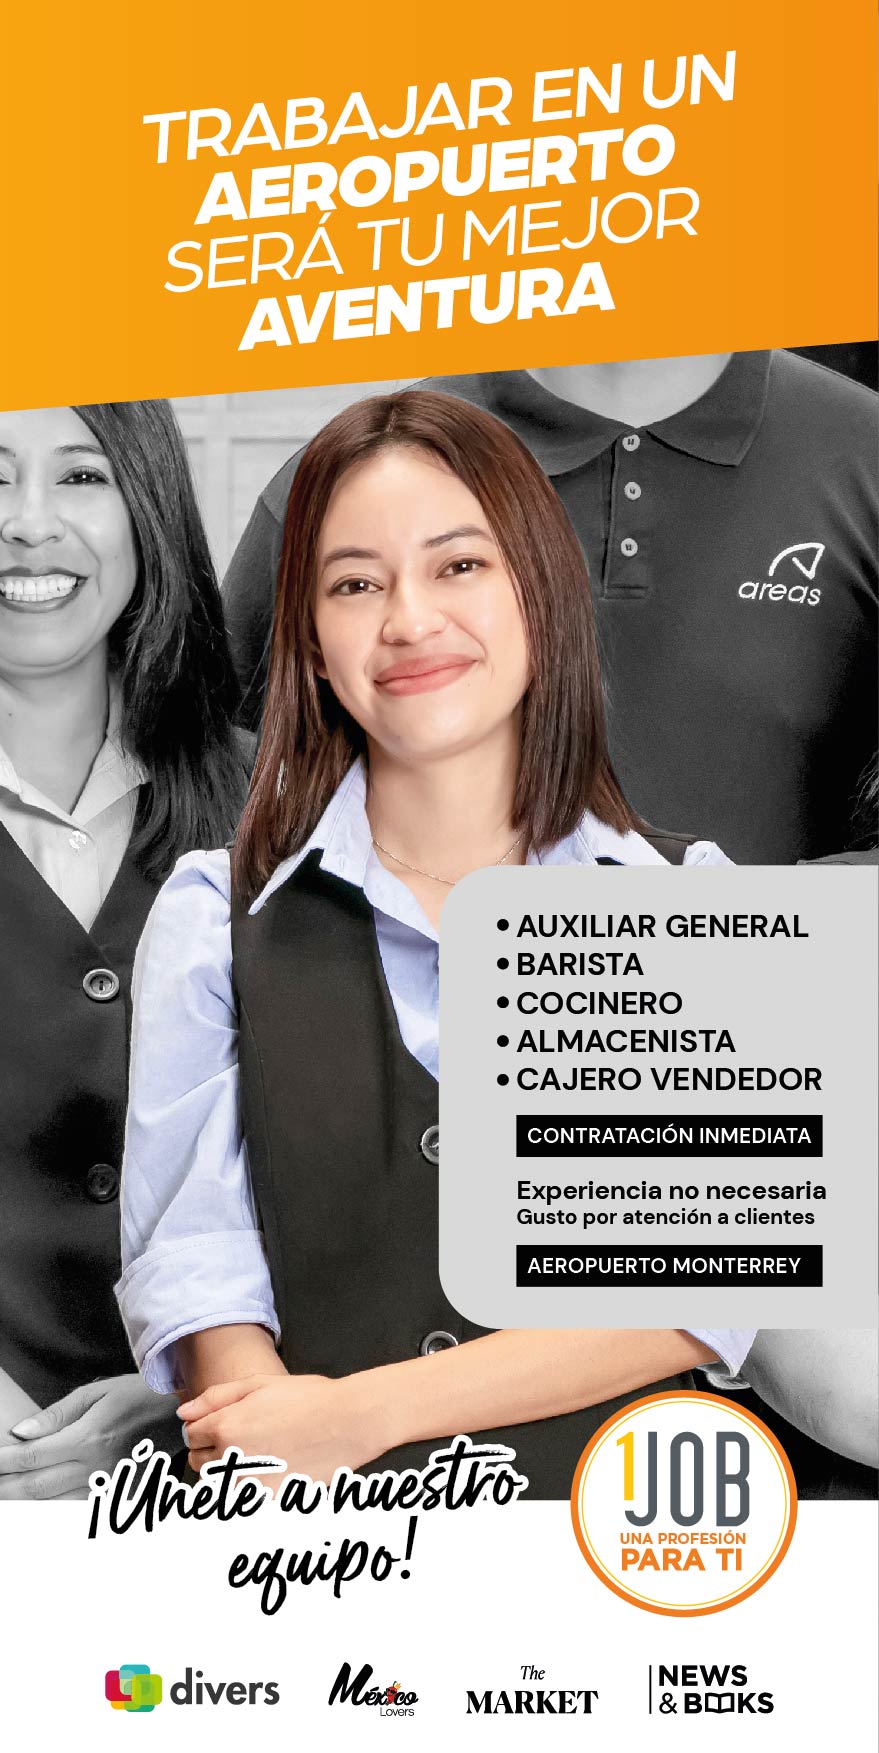 TRABAJAR EN UN
AEROPUERTO
SERÁ TU MEJOR
AVENTURA
areas
• AUXILIAR GENERAL
• BARISTA
• COCINERO
• ALMACENISTA
• CAJERO VENDEDOR
CONTRATACIÓN INMEDIATA
Experiencia no necesaria
Gusto por atención a clientes
AEROPUERTO MONTERREY
¡Únete a nuestro
equipo!
1JOB
UNA PROFESIÓN
PARA TI
divers
México
Lovers
The
MARKET
NEWS
& BOOKS